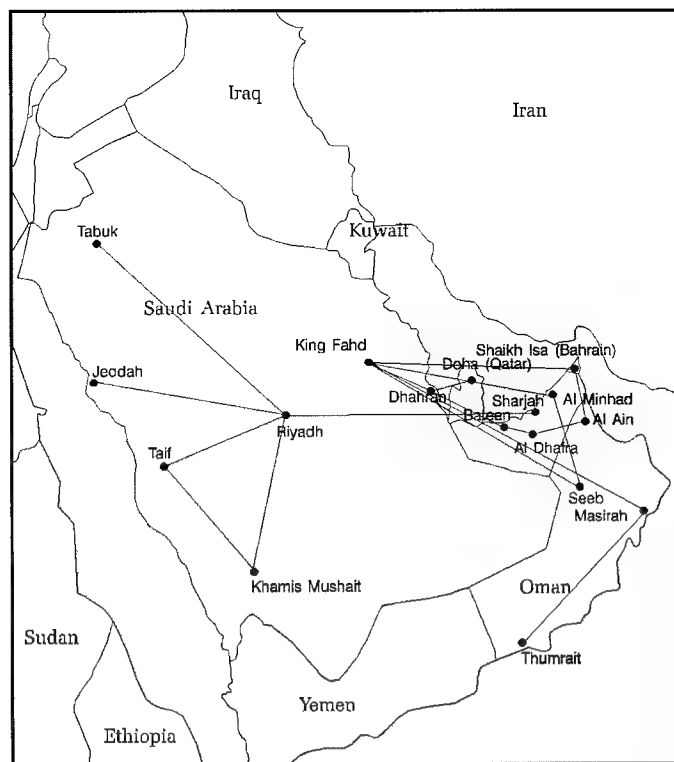 Iraq
Iran
Tabuk
Kuwait
Saudi Arabia
King Fahd
Shaikh Isa (Bahrain)
Doha (Qatar)
Jeddah
Dhahran
Sharjah
Al Minhad
Riyadh
Bateen
Al Ain
Al Dhafra
Taif
Seeb
Masirah
Khamis Mushait
Oman
Sudan
Thumrait
Yemen
Ethiopia